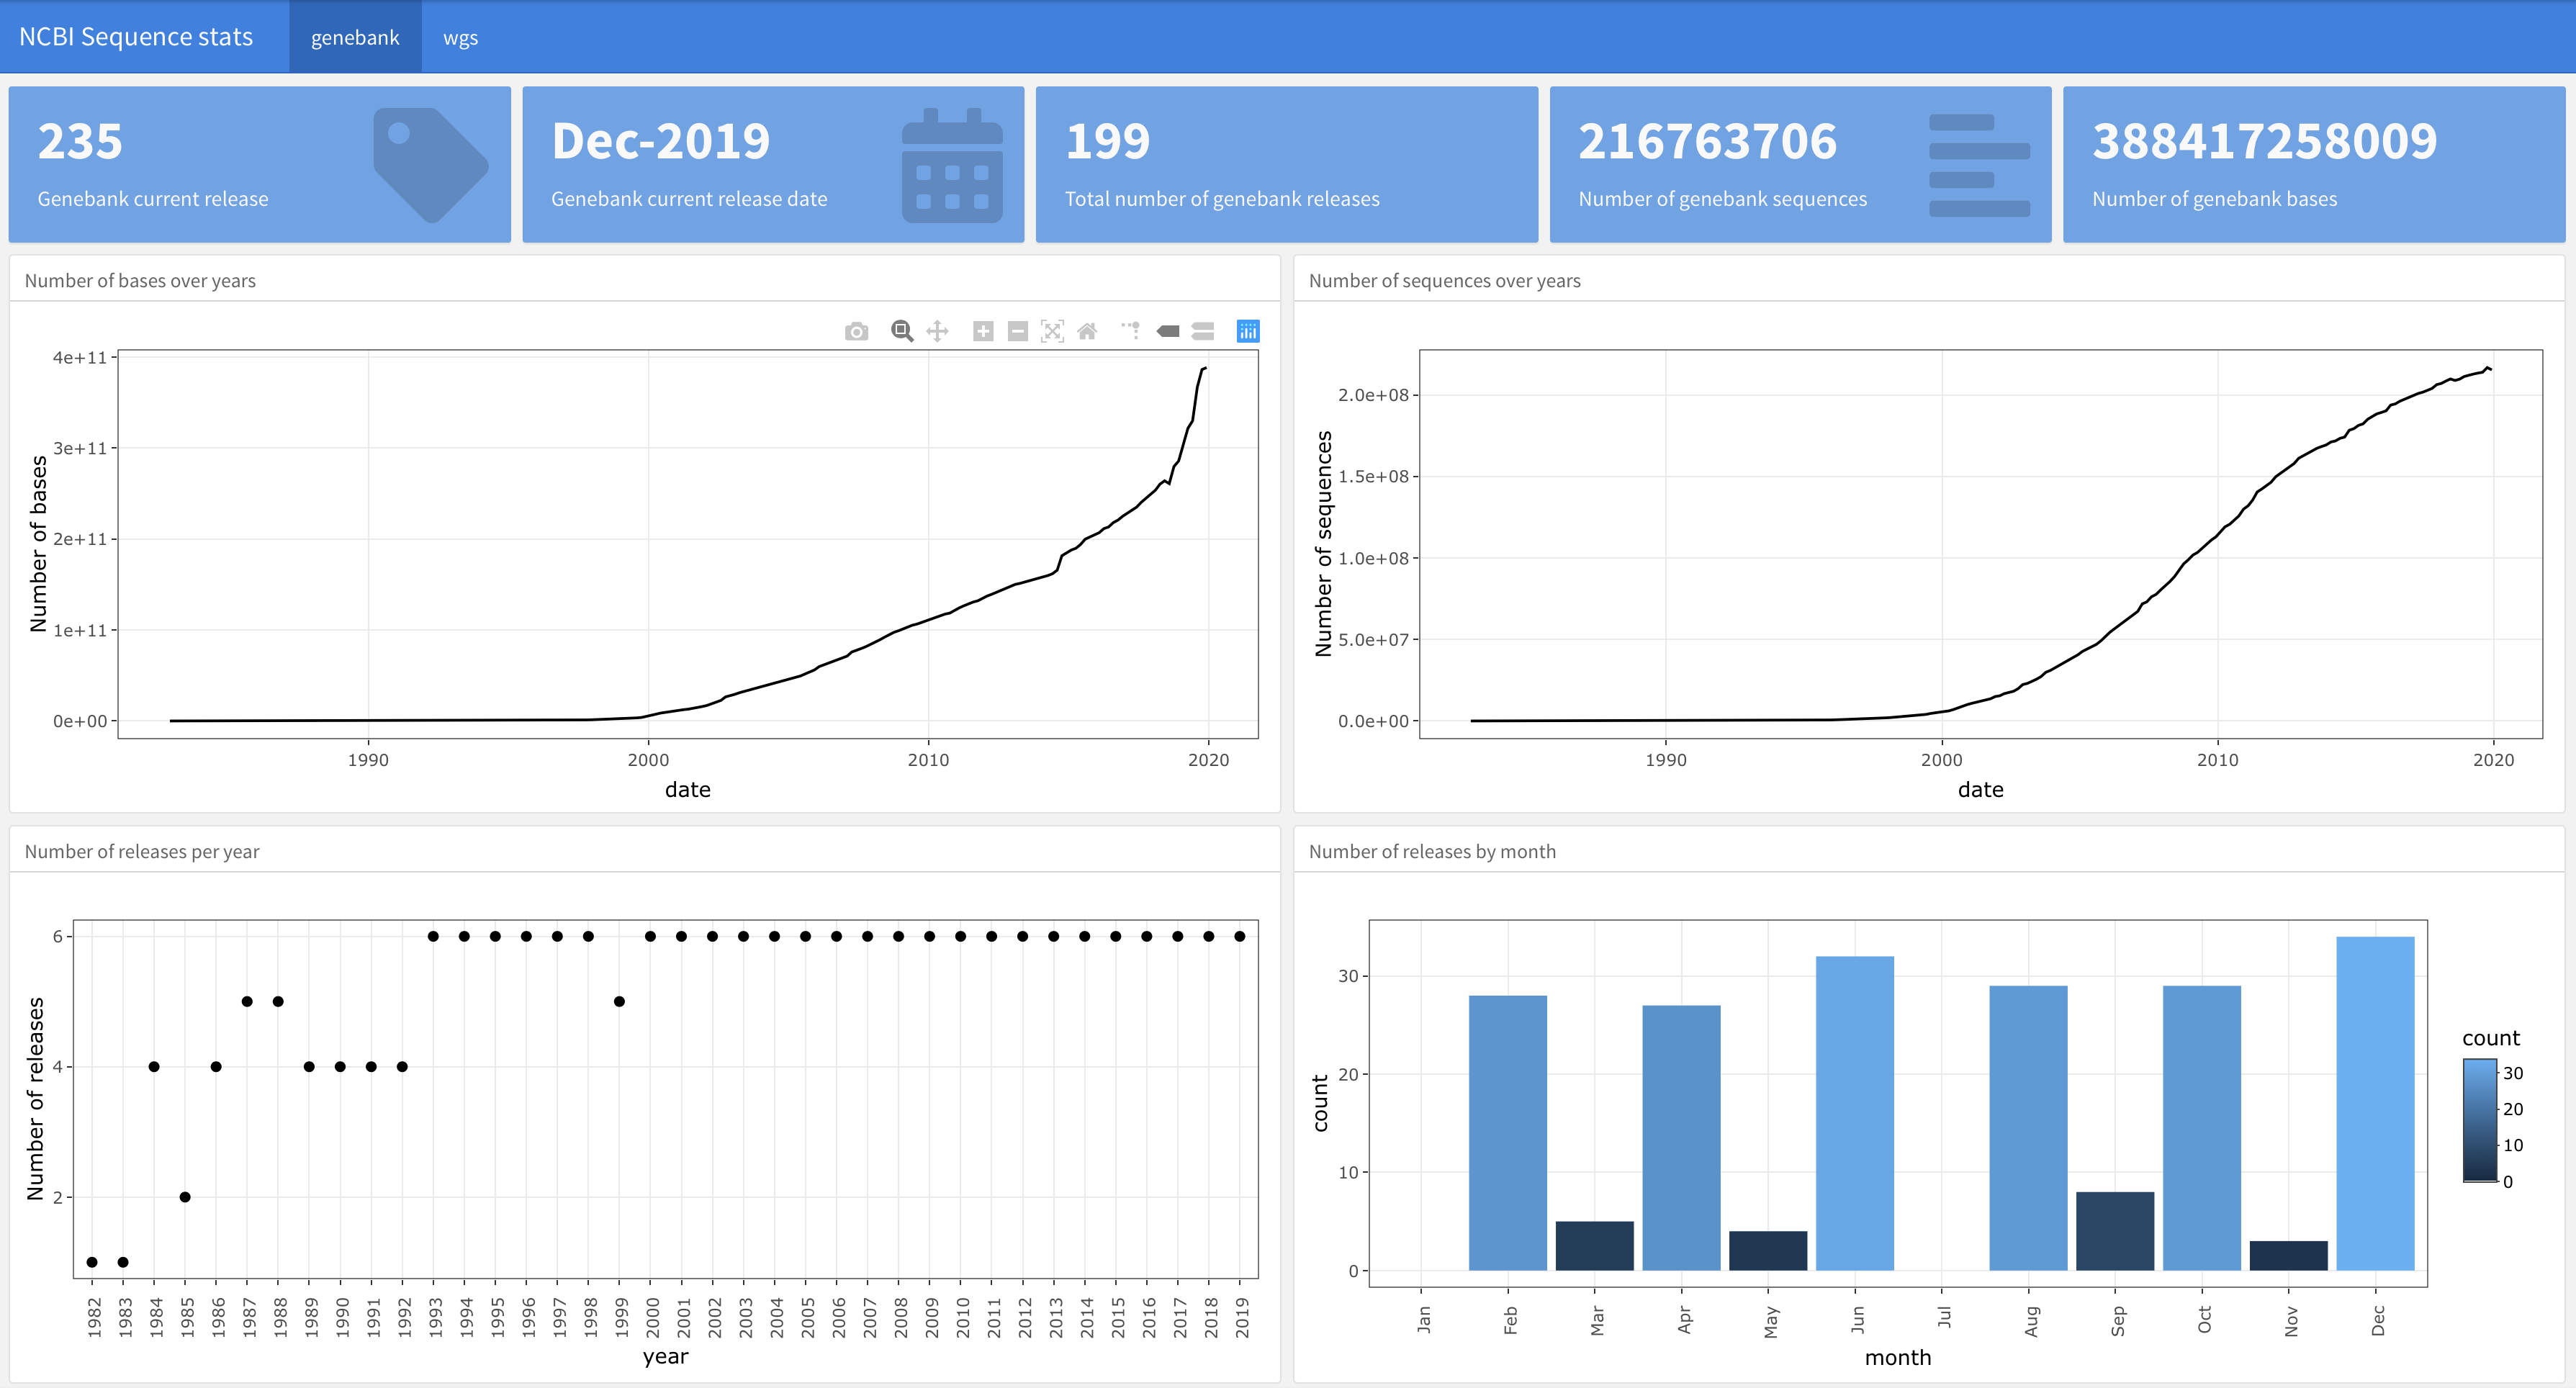 NCBI Sequence stats genebank wgs
235
Genebank current release
Dec-2019
Genebank current release date
199
Total number of genebank releases
216763706
Number of genebank sequences
388417258009
Number of genebank bases
Number of bases over years
4e+11
3e+11
2e+11
1e+11
0e+00
Number of bases
1990 2000 2010 2020
date
Number of sequences over years
2.0e+08
1.5e+08
1.0e+08
5.0e+07
0.0e+00
Number of sequences
1990 2000 2010 2020
date
Number of releases per year
6
4
2
Number of releases
1982 1983 1984 1985 1986 1987 1988 1989 1990 1991 1992 1993 1994 1995 1996 1997 1998 1999 2000 2001 2002 2003 2004 2005 2006 2007 2008 2009 2010 2011 2012 2013 2014 2015 2016 2017 2018 2019
year
Number of releases by month
30
20
10
0
count
Jan Feb Mar Apr May Jun Jul Aug Sep Oct Nov Dec
month
count
30
20
10
0